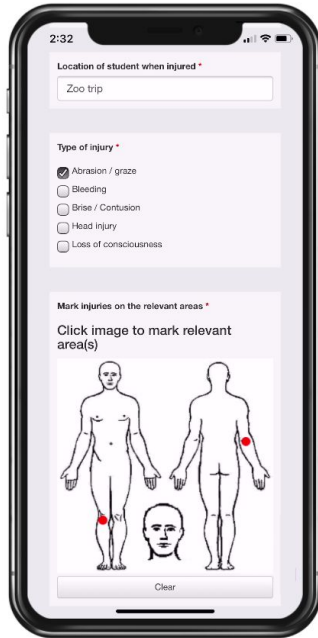 2:32
Location of student when injured *
Zoo trip
Type of injury *
Abrasion / graze
Bleeding
Brise / Contusion
Head injury
Loss of consciousness
Mark injuries on the relevant areas *
Click image to mark relevant
area(s)
Clear